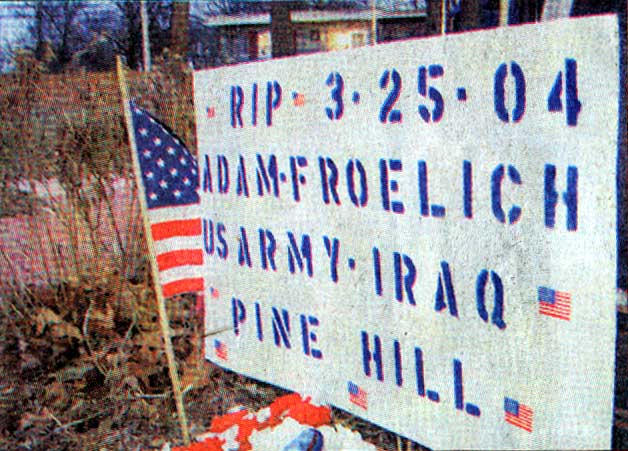 RIP 3·25·04
ADAM·FROELICH
US ARMY·IRAQ
PINE HILL